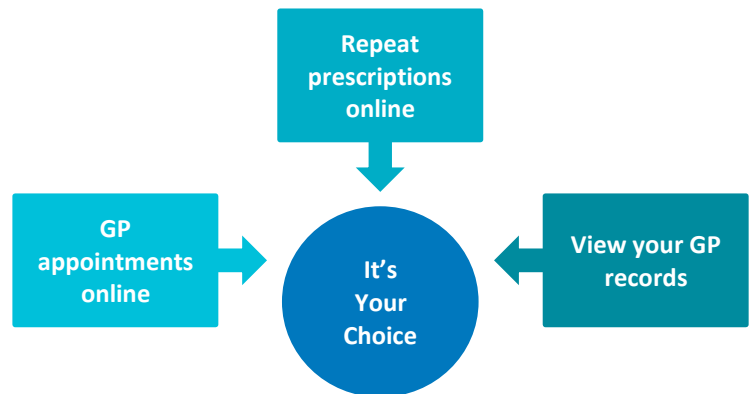 Repeat
prescriptions
online
GP
appointments
online
It’s
Your
Choice
View your GP
records